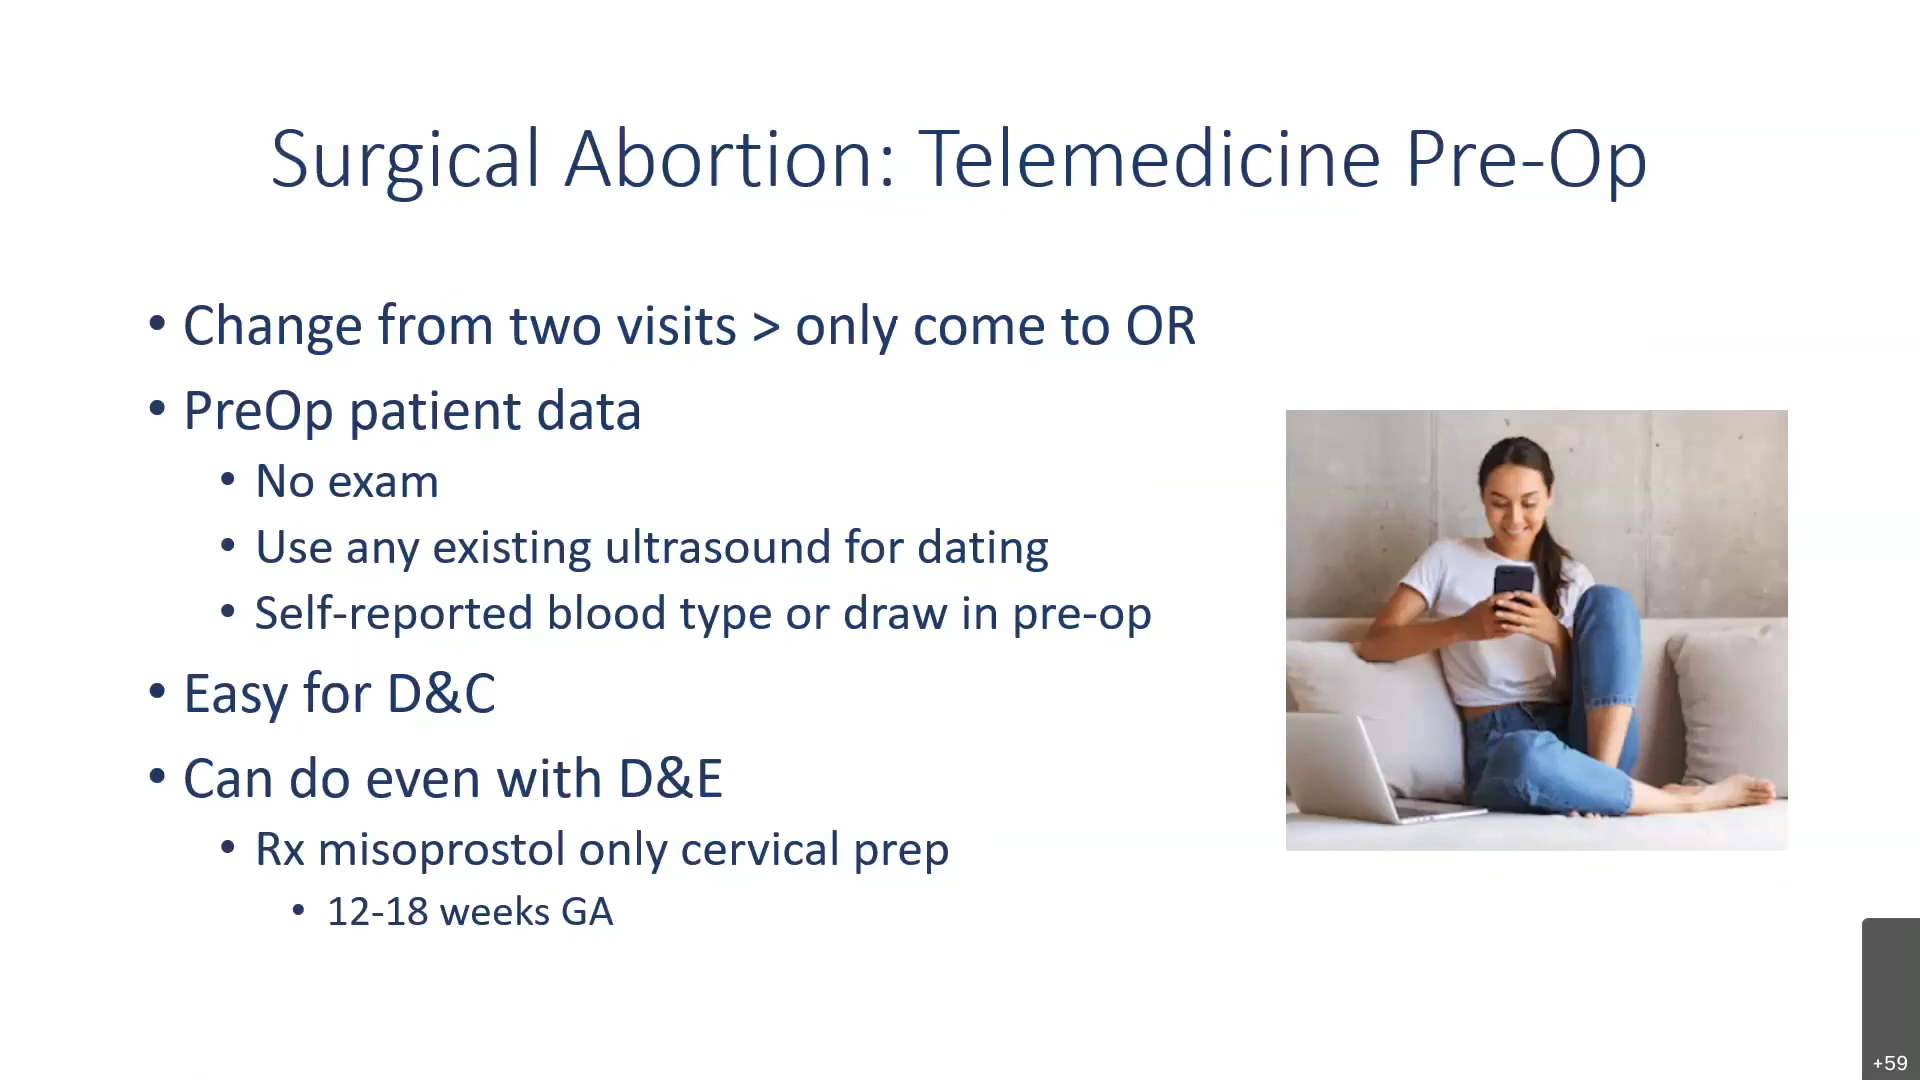 Surgical Abortion: Telemedicine Pre-Op
• Change from two visits > only come to OR
• PreOp patient data
• No exam
• Use any existing ultrasound for dating
• Self-reported blood type or draw in pre-op
• Easy for D&C
• Can do even with D&E
• Rx misoprostol only cervical prep
• 12-18 weeks GA
+59